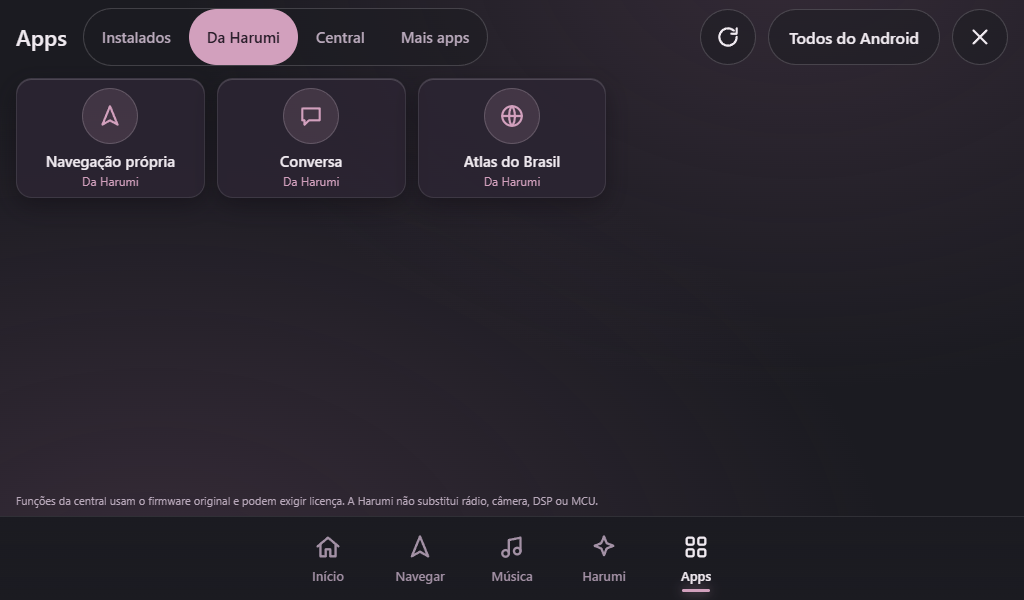 Apps
Instalados
Da Harumi
Central
Mais apps
Todos do Android
Navegação própria
Da Harumi
Conversa
Da Harumi
Atlas do Brasil
Da Harumi
Funções da central usam o firmware original e podem exigir licença. A Harumi não substitui rádio, câmera, DSP ou MCU.
Início
Navegar
Música
Harumi
Apps